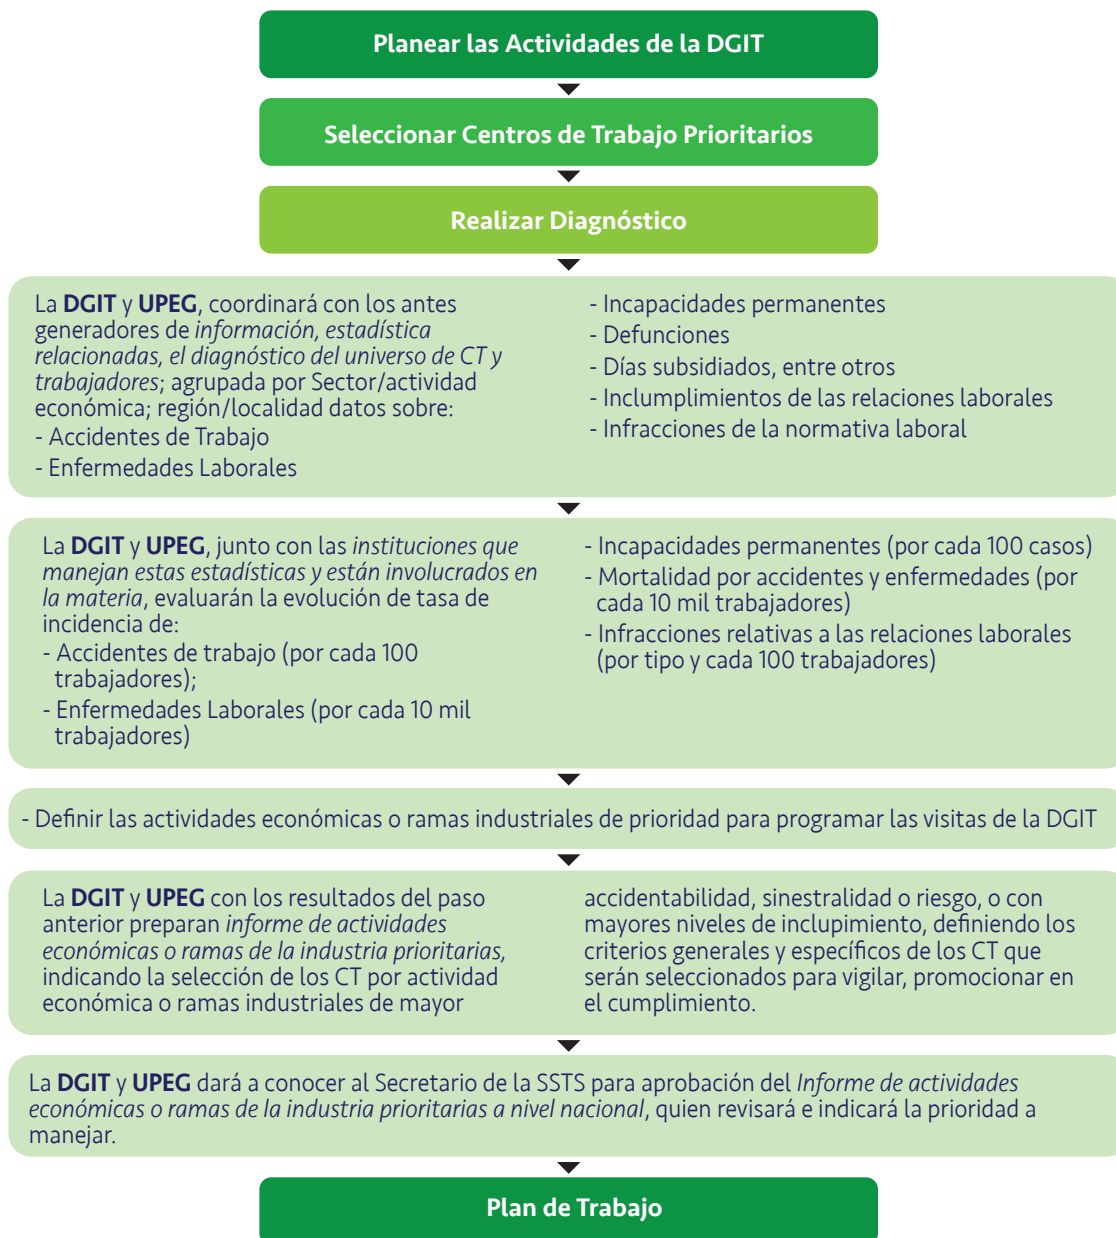 Planear las Actividades de la DGIT
Seleccionar Centros de Trabajo Prioritarios
Realizar Diagnóstico
La DGIT y UPEG, coordinará con los antes
generadores de información, estadística
relacionadas, el diagnóstico del universo de CT y
trabajadores; agrupada por Sector/actividad
económica; región/localidad datos sobre:
- Accidentes de Trabajo
- Enfermedades Laborales
- Incapacidades permanentes
- Defunciones
- Días subsidiados, entre otros
- Inclumplimientos de las relaciones laborales
- Infracciones de la normativa laboral
La DGIT y UPEG, junto con las instituciones que
manejan estas estadísticas y están involucrados en
la materia, evaluarán la evolución de tasa de
incidencia de:
- Accidentes de trabajo (por cada 100
trabajadores);
- Enfermedades Laborales (por cada 10 mil
trabajadores)
- Incapacidades permanentes (por cada 100 casos)
- Mortalidad por accidentes y enfermedades (por
cada 10 mil trabajadores)
- Infracciones relativas a las relaciones laborales
(por tipo y cada 100 trabajadores)
- Definir las actividades económicas o ramas industriales de prioridad para programar las visitas de la DGIT
La DGIT y UPEG con los resultados del paso
anterior preparan informe de actividades
económicas o ramas de la industria prioritarias,
indicando la selección de los CT por actividad
económica o ramas industriales de mayor
accidentabilidad, sinestralidad o riesgo, o con
mayores niveles de inclupimiento, definiendo los
criterios generales y específicos de los CT que
serán seleccionados para vigilar, promocionar en
el cumplimiento.
La DGIT y UPEG dará a conocer al Secretario de la SSTS para aprobación del Informe de actividades
económicas o ramas de la industria prioritarias a nivel nacional, quien revisará e indicará la prioridad a
manejar.
Plan de Trabajo